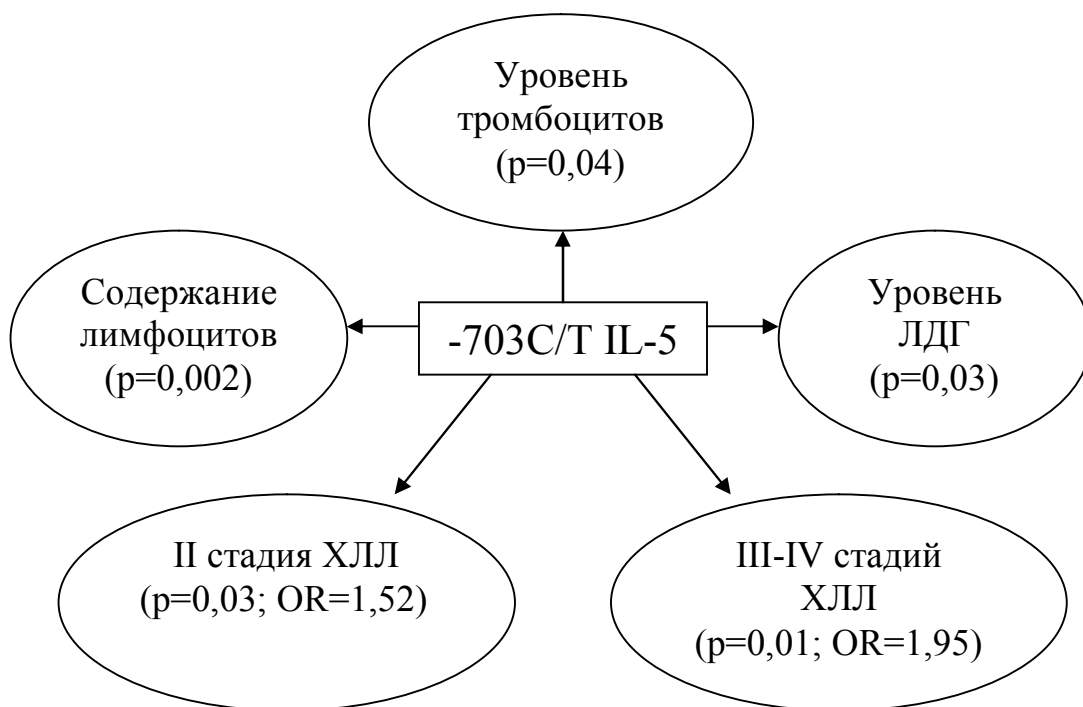 Уровень
тромбоцитов
(p=0,04)
Содержание
лимфоцитов
(p=0,002)
-703C/T IL-5
Уровень
ЛДГ
(p=0,03)
II стадия ХЛЛ
(p=0,03; OR=1,52)
III-IV стадий
ХЛЛ
(p=0,01; OR=1,95)